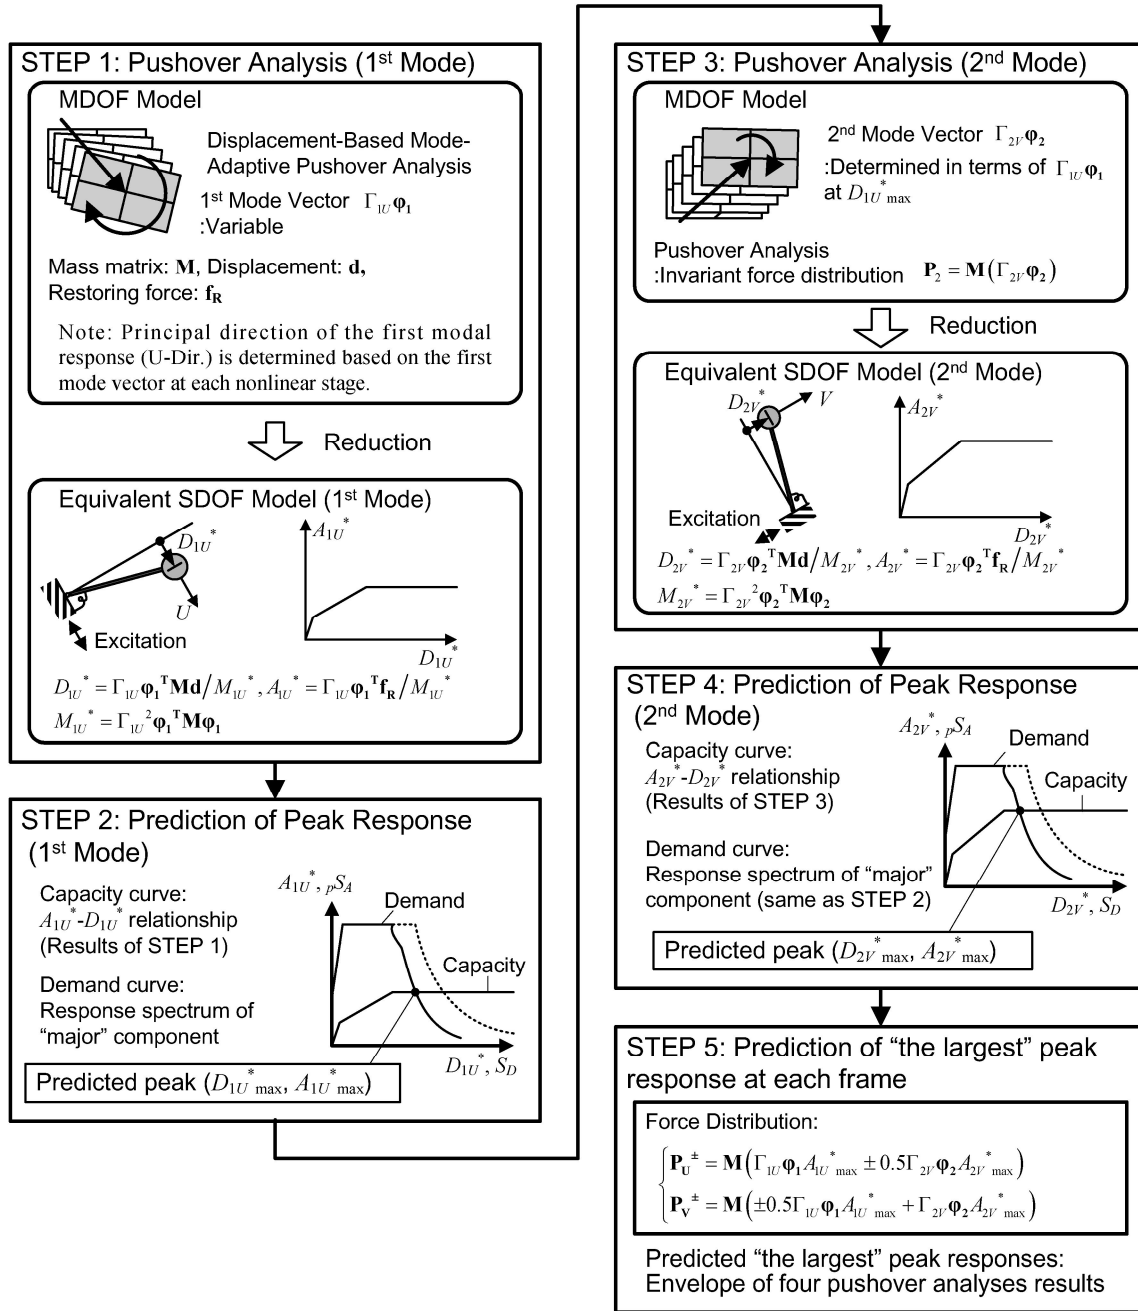 STEP 1: Pushover Analysis (1st Mode)
MDOF Model
Displacement-Based Mode-
Adaptive Pushover Analysis
1st Mode Vector Γ1Uφ1
:Variable
Mass matrix: M, Displacement: d,
Restoring force: fR
Note: Principal direction of the first modal
response (U-Dir.) is determined based on the first
mode vector at each nonlinear stage.
Reduction
Equivalent SDOF Model (1st Mode)
D1U*
U
Excitation
A1U*
D1U*
D1U* = Γ1Uφ1ᵀMd/M1U*, A1U* = Γ1Uφ1ᵀfR/M1U*
M1U* = Γ1U²φ1ᵀMφ1
STEP 2: Prediction of Peak Response
(1st Mode)
Capacity curve:
A1U*-D1U* relationship
(Results of STEP 1)
Demand curve:
Response spectrum of
“major” component
A1U*, pSA
Demand
Capacity
D1U*, SD
Predicted peak (D1U*max, A1U*max)
STEP 3: Pushover Analysis (2nd Mode)
MDOF Model
2nd Mode Vector Γ2Vφ2
:Determined in terms of Γ1Uφ1
at D1U*max
Pushover Analysis
:Invariant force distribution P2 = M(Γ2Vφ2)
Reduction
Equivalent SDOF Model (2nd Mode)
D2V*
V
Excitation
A2V*
D2V*
D2V* = Γ2Vφ2ᵀMd/M2V*, A2V* = Γ2Vφ2ᵀfR/M2V*
M2V* = Γ2V²φ2ᵀMφ2
STEP 4: Prediction of Peak Response
(2nd Mode)
Capacity curve:
A2V*-D2V* relationship
(Results of STEP 3)
Demand curve:
Response spectrum of “major”
component (same as STEP 2)
A2V*, pSA
Demand
Capacity
D2V*, SD
Predicted peak (D2V*max, A2V*max)
STEP 5: Prediction of “the largest” peak
response at each frame
Force Distribution:
PU± = M(Γ1Uφ1A1U*max ± 0.5Γ2Vφ2A2V*max)
PV± = M(±0.5Γ1Uφ1A1U*max + Γ2Vφ2A2V*max)
Predicted “the largest” peak responses:
Envelope of four pushover analyses results